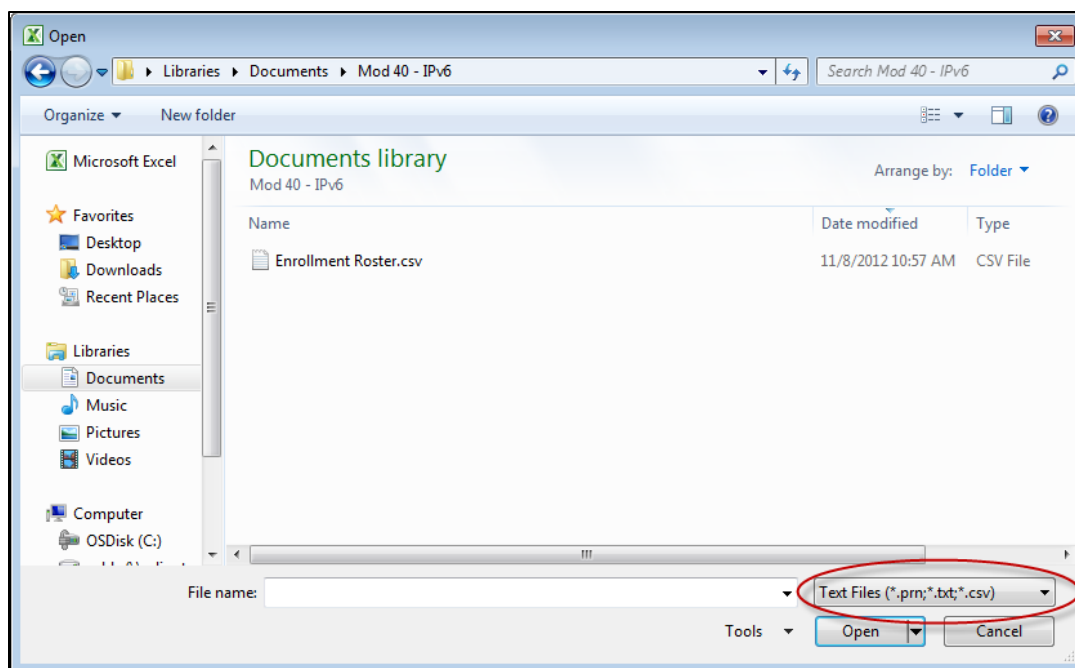 Open
Libraries Documents Mod 40 - IPv6 Search Mod 40 - IPv6
Organize New folder
Microsoft Excel
Favorites
Desktop
Downloads
Recent Places
Libraries
Documents
Music
Pictures
Videos
Computer
OSDisk (C:)
Documents library
Mod 40 - IPv6
Arrange by: Folder
Name Date modified Type
Enrollment Roster.csv 11/8/2012 10:57 AM CSV File
File name: Text Files (*.prn;*.txt;*.csv)
Tools Open Cancel